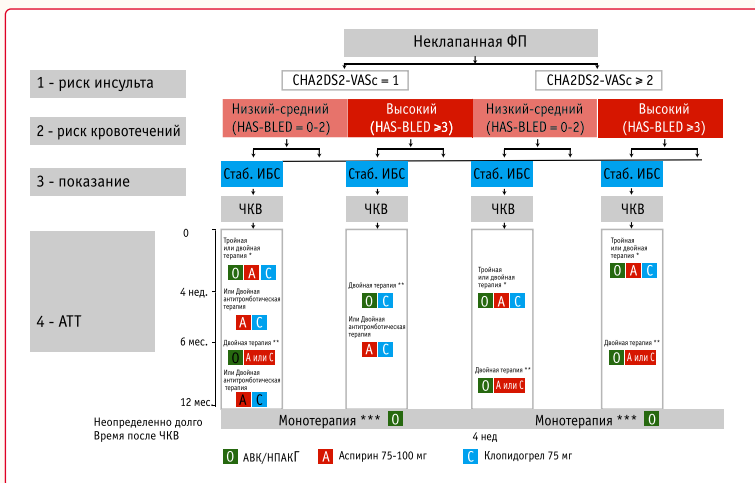 Неклапанная ФП
1 - риск инсульта
CHA2DS2-VASc = 1
CHA2DS2-VASc ⩾ 2
2 - риск кровотечений
Низкий-средний
(HAS-BLED = 0-2)
Высокий
(HAS-BLED ⩾3)
Низкий-средний
(HAS-BLED = 0-2)
Высокий
(HAS-BLED ⩾3)
3 - показание
Стаб. ИБС
Стаб. ИБС
Стаб. ИБС
Стаб. ИБС
ЧКВ
ЧКВ
ЧКВ
ЧКВ
4 - АТТ
0
4 нед.
6 мес.
12 мес.
Тройная
или двойная
терапия *
О А С
Или Двойная
антитромботическая
терапия
А С
Двойная терапия **
О А или С
Или Двойная
антитромботическая
терапия
А С
Двойная терапия **
О С
Или Двойная
антитромботическая
терапия
А С
Тройная
или двойная
терапия *
О А С
Двойная терапия **
О А или С
Тройная
или двойная
терапия *
О А С
Двойная терапия **
О А или С
Неопределенно долго
Монотерапия *** О
Монотерапия *** О
Время после ЧКВ
4 нед
О АВК/НПАКГ
А Аспирин 75-100 мг
С Клопидогрел 75 мг